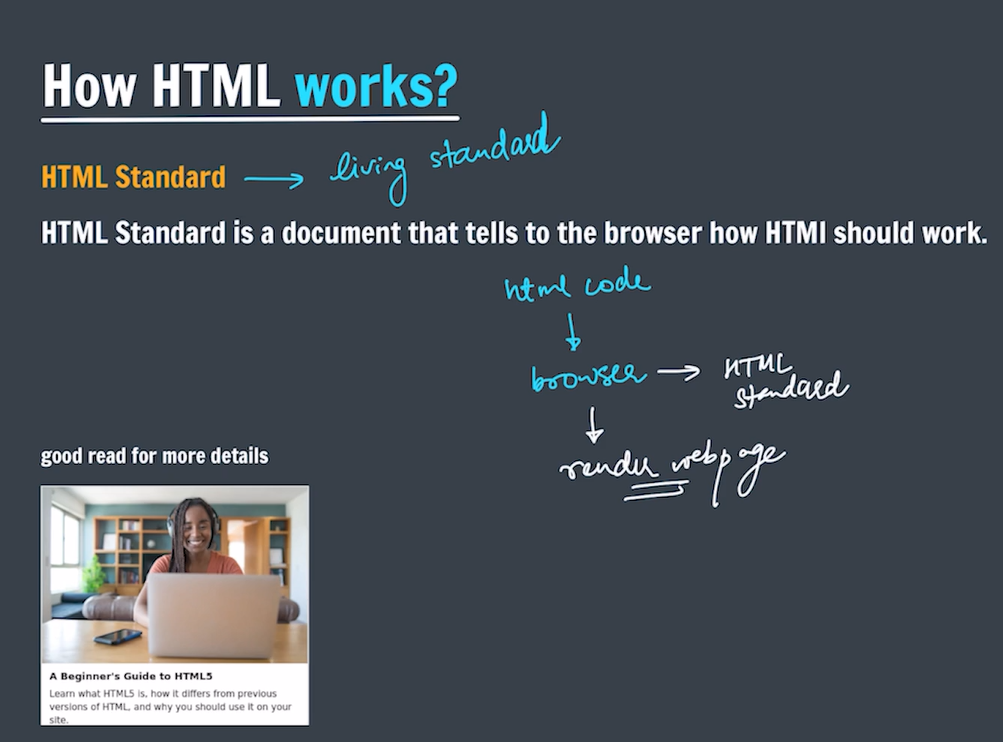 How HTML works?
HTML Standard → living standard
HTML Standard is a document that tells to the browser how HTMl should work.
html code
↓
browser → HTML
standard
↓
render webpage
good read for more details
A Beginner's Guide to HTML5
Learn what HTML5 is, how it differs from previous
versions of HTML, and why you should use it on your
site.